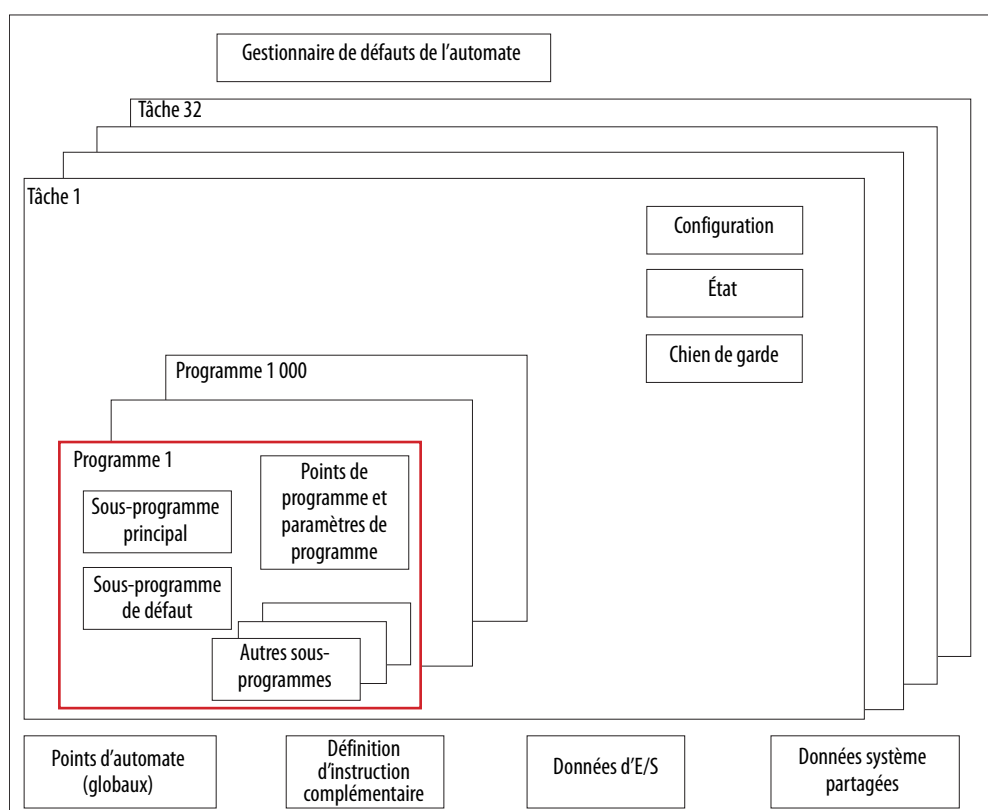 Gestionnaire de défauts de l’automate
Tâche 32
Tâche 1
Configuration
État
Chien de garde
Programme 1 000
Programme 1
Sous-programme
principal
Points de
programme et
paramètres de
programme
Sous-programme
de défaut
Autres sous-
programmes
Points d’automate
(globaux)
Définition
d’instruction
complémentaire
Données d’E/S
Données système
partagées